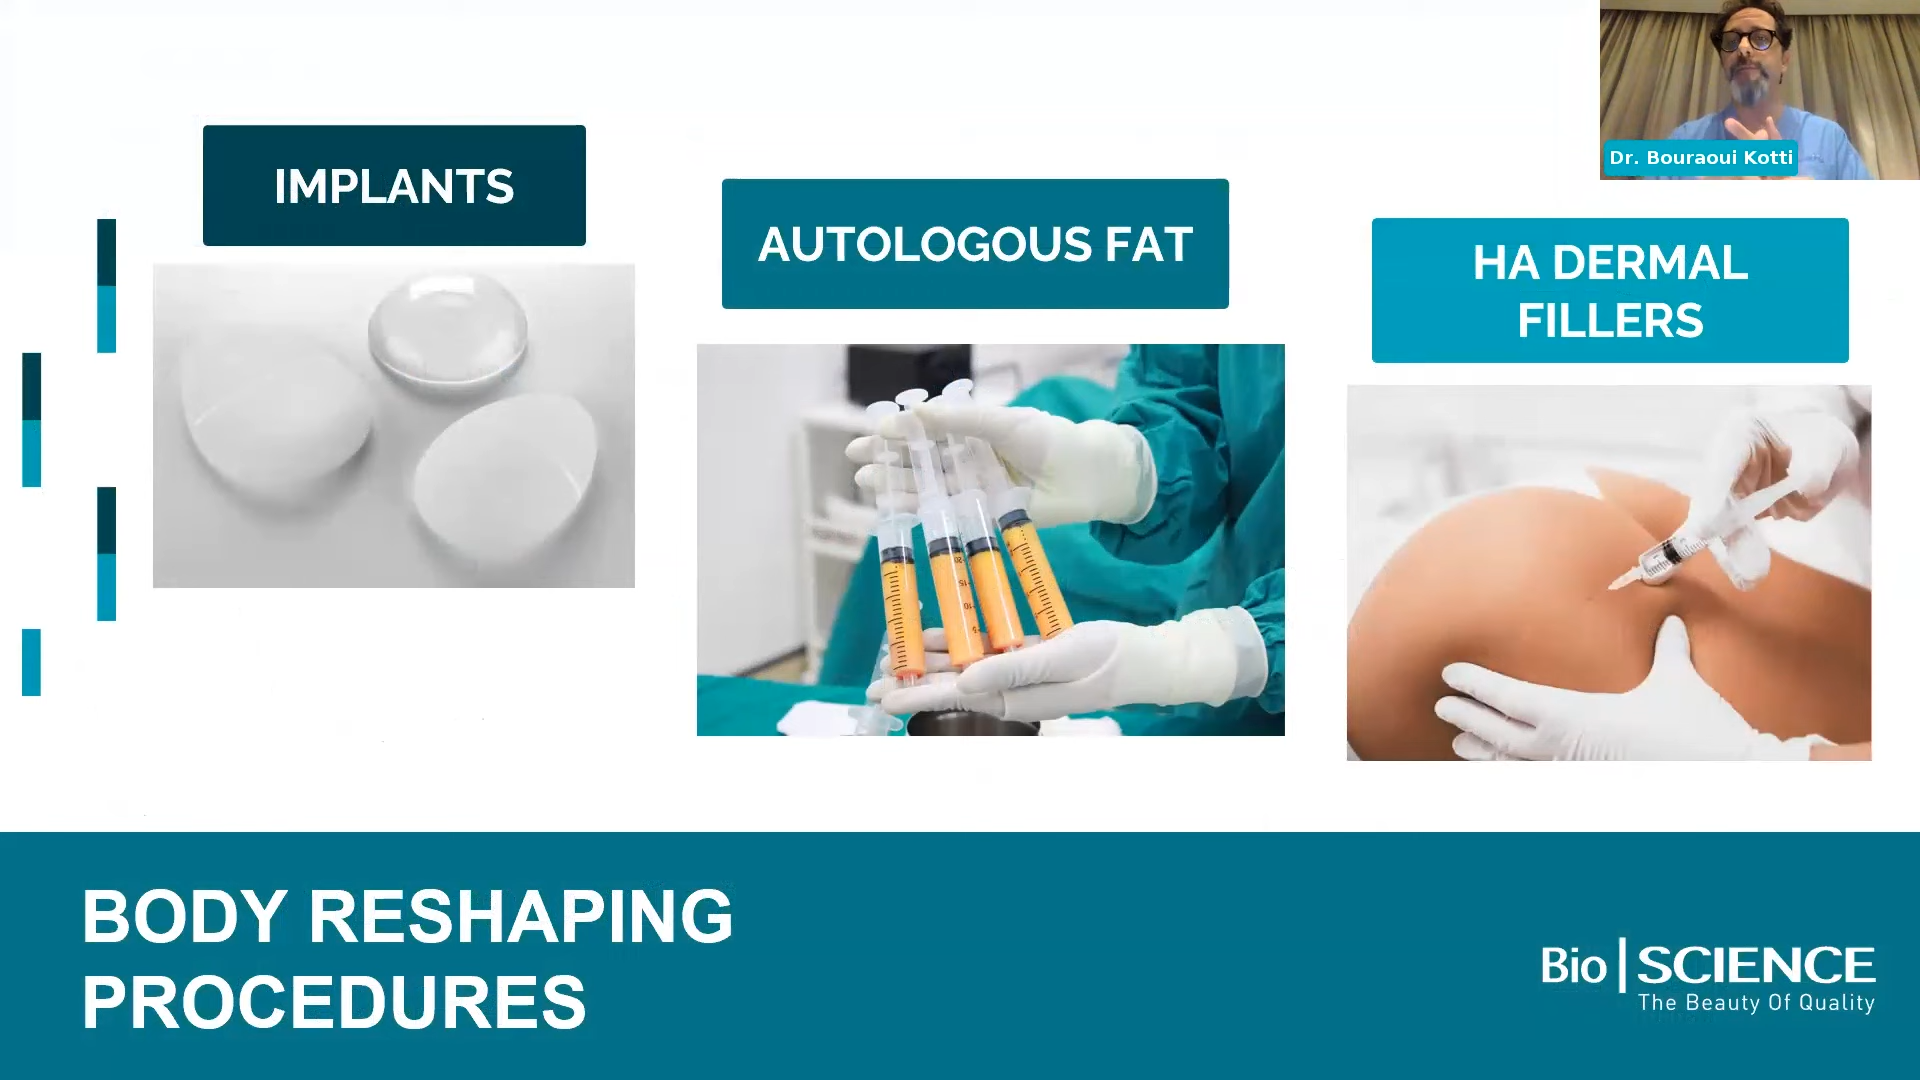 Dr. Bouraoui Kotti
IMPLANTS
AUTOLOGOUS FAT
HA DERMAL
FILLERS
BODY RESHAPING
PROCEDURES
Bio|SCIENCE
The Beauty Of Quality